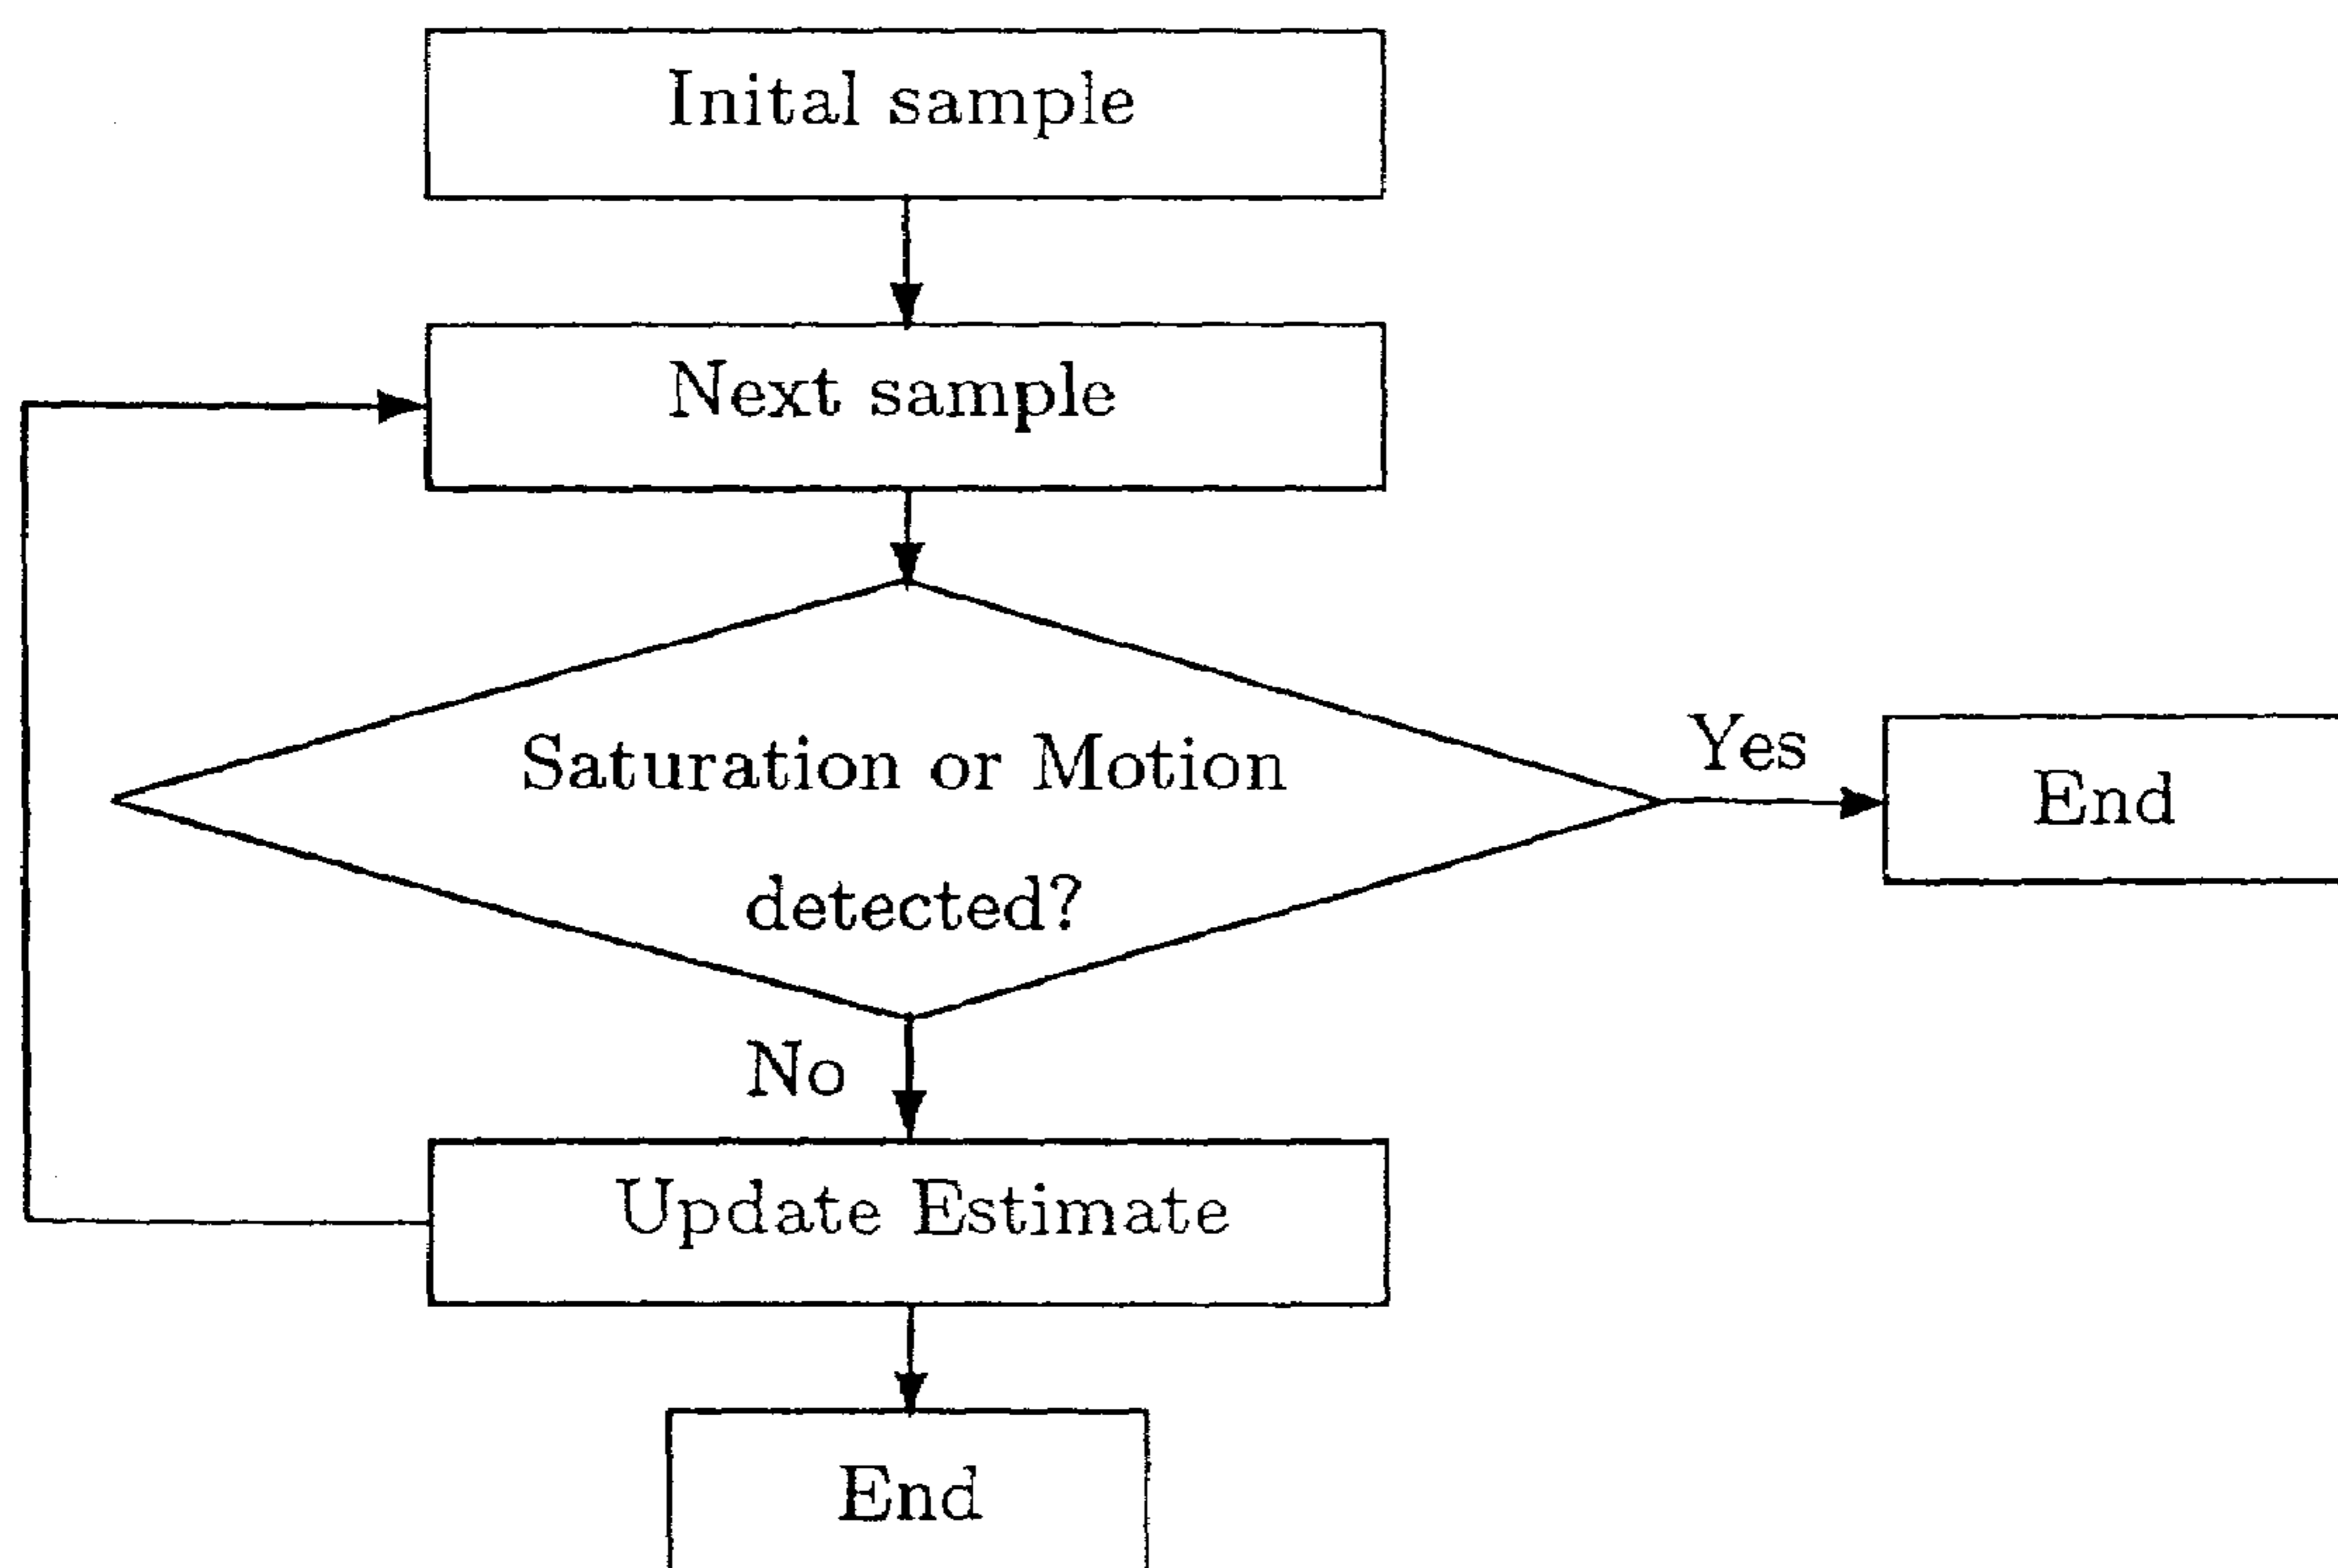 Inital sample
Next sample
Saturation or Motion
detected?
Yes
End
No
Update Estimate
End